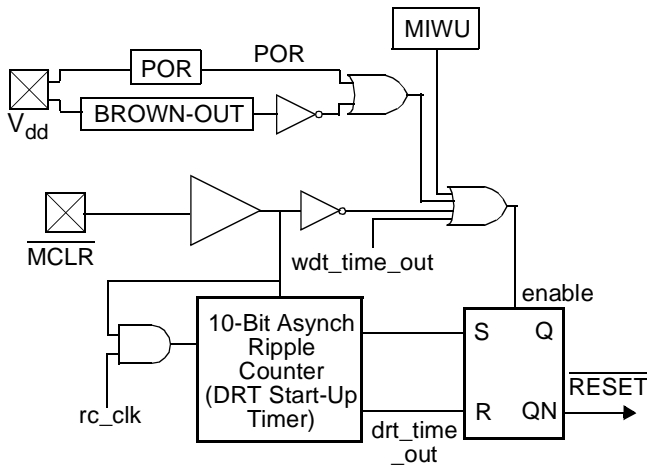 MIWU
POR
POR
BROWN-OUT
Vdd
MCLR
wdt_time_out
enable
10-Bit Asynch
Ripple
Counter
(DRT Start-Up
Timer)
S Q
RESET
R QN
rc_clk
drt_time
_out